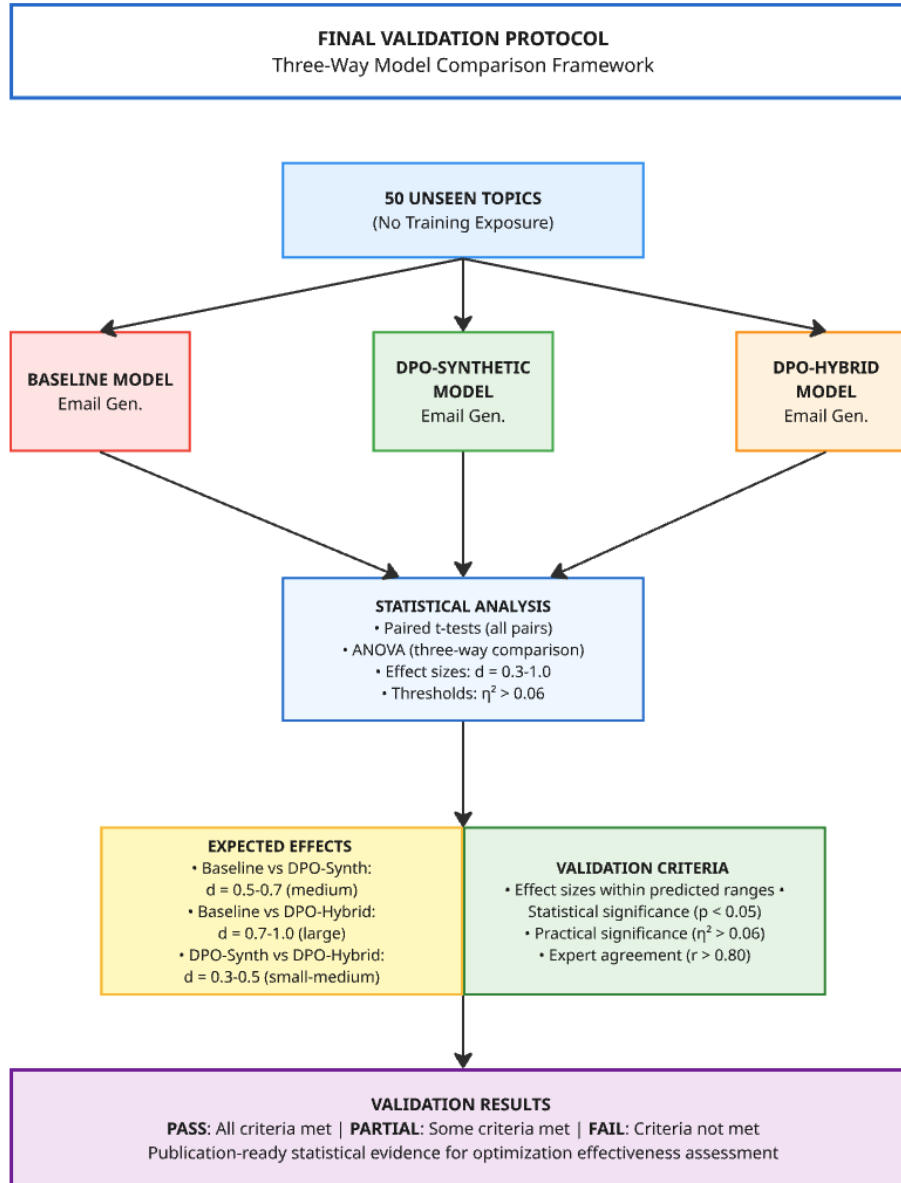 FINAL VALIDATION PROTOCOL
Three-Way Model Comparison Framework
50 UNSEEN TOPICS
(No Training Exposure)
BASELINE MODEL
Email Gen.
DPO-SYNTHETIC
MODEL
Email Gen.
DPO-HYBRID
MODEL
Email Gen.
STATISTICAL ANALYSIS
• Paired t-tests (all pairs)
• ANOVA (three-way comparison)
• Effect sizes: d = 0.3-1.0
• Thresholds: η² > 0.06
EXPECTED EFFECTS
• Baseline vs DPO-Synth:
d = 0.5-0.7 (medium)
• Baseline vs DPO-Hybrid:
d = 0.7-1.0 (large)
• DPO-Synth vs DPO-Hybrid:
d = 0.3-0.5 (small-medium)
VALIDATION CRITERIA
• Effect sizes within predicted ranges •
Statistical significance (p < 0.05)
• Practical significance (η² > 0.06)
• Expert agreement (r > 0.80)
VALIDATION RESULTS
PASS: All criteria met | PARTIAL: Some criteria met | FAIL: Criteria not met
Publication-ready statistical evidence for optimization effectiveness assessment